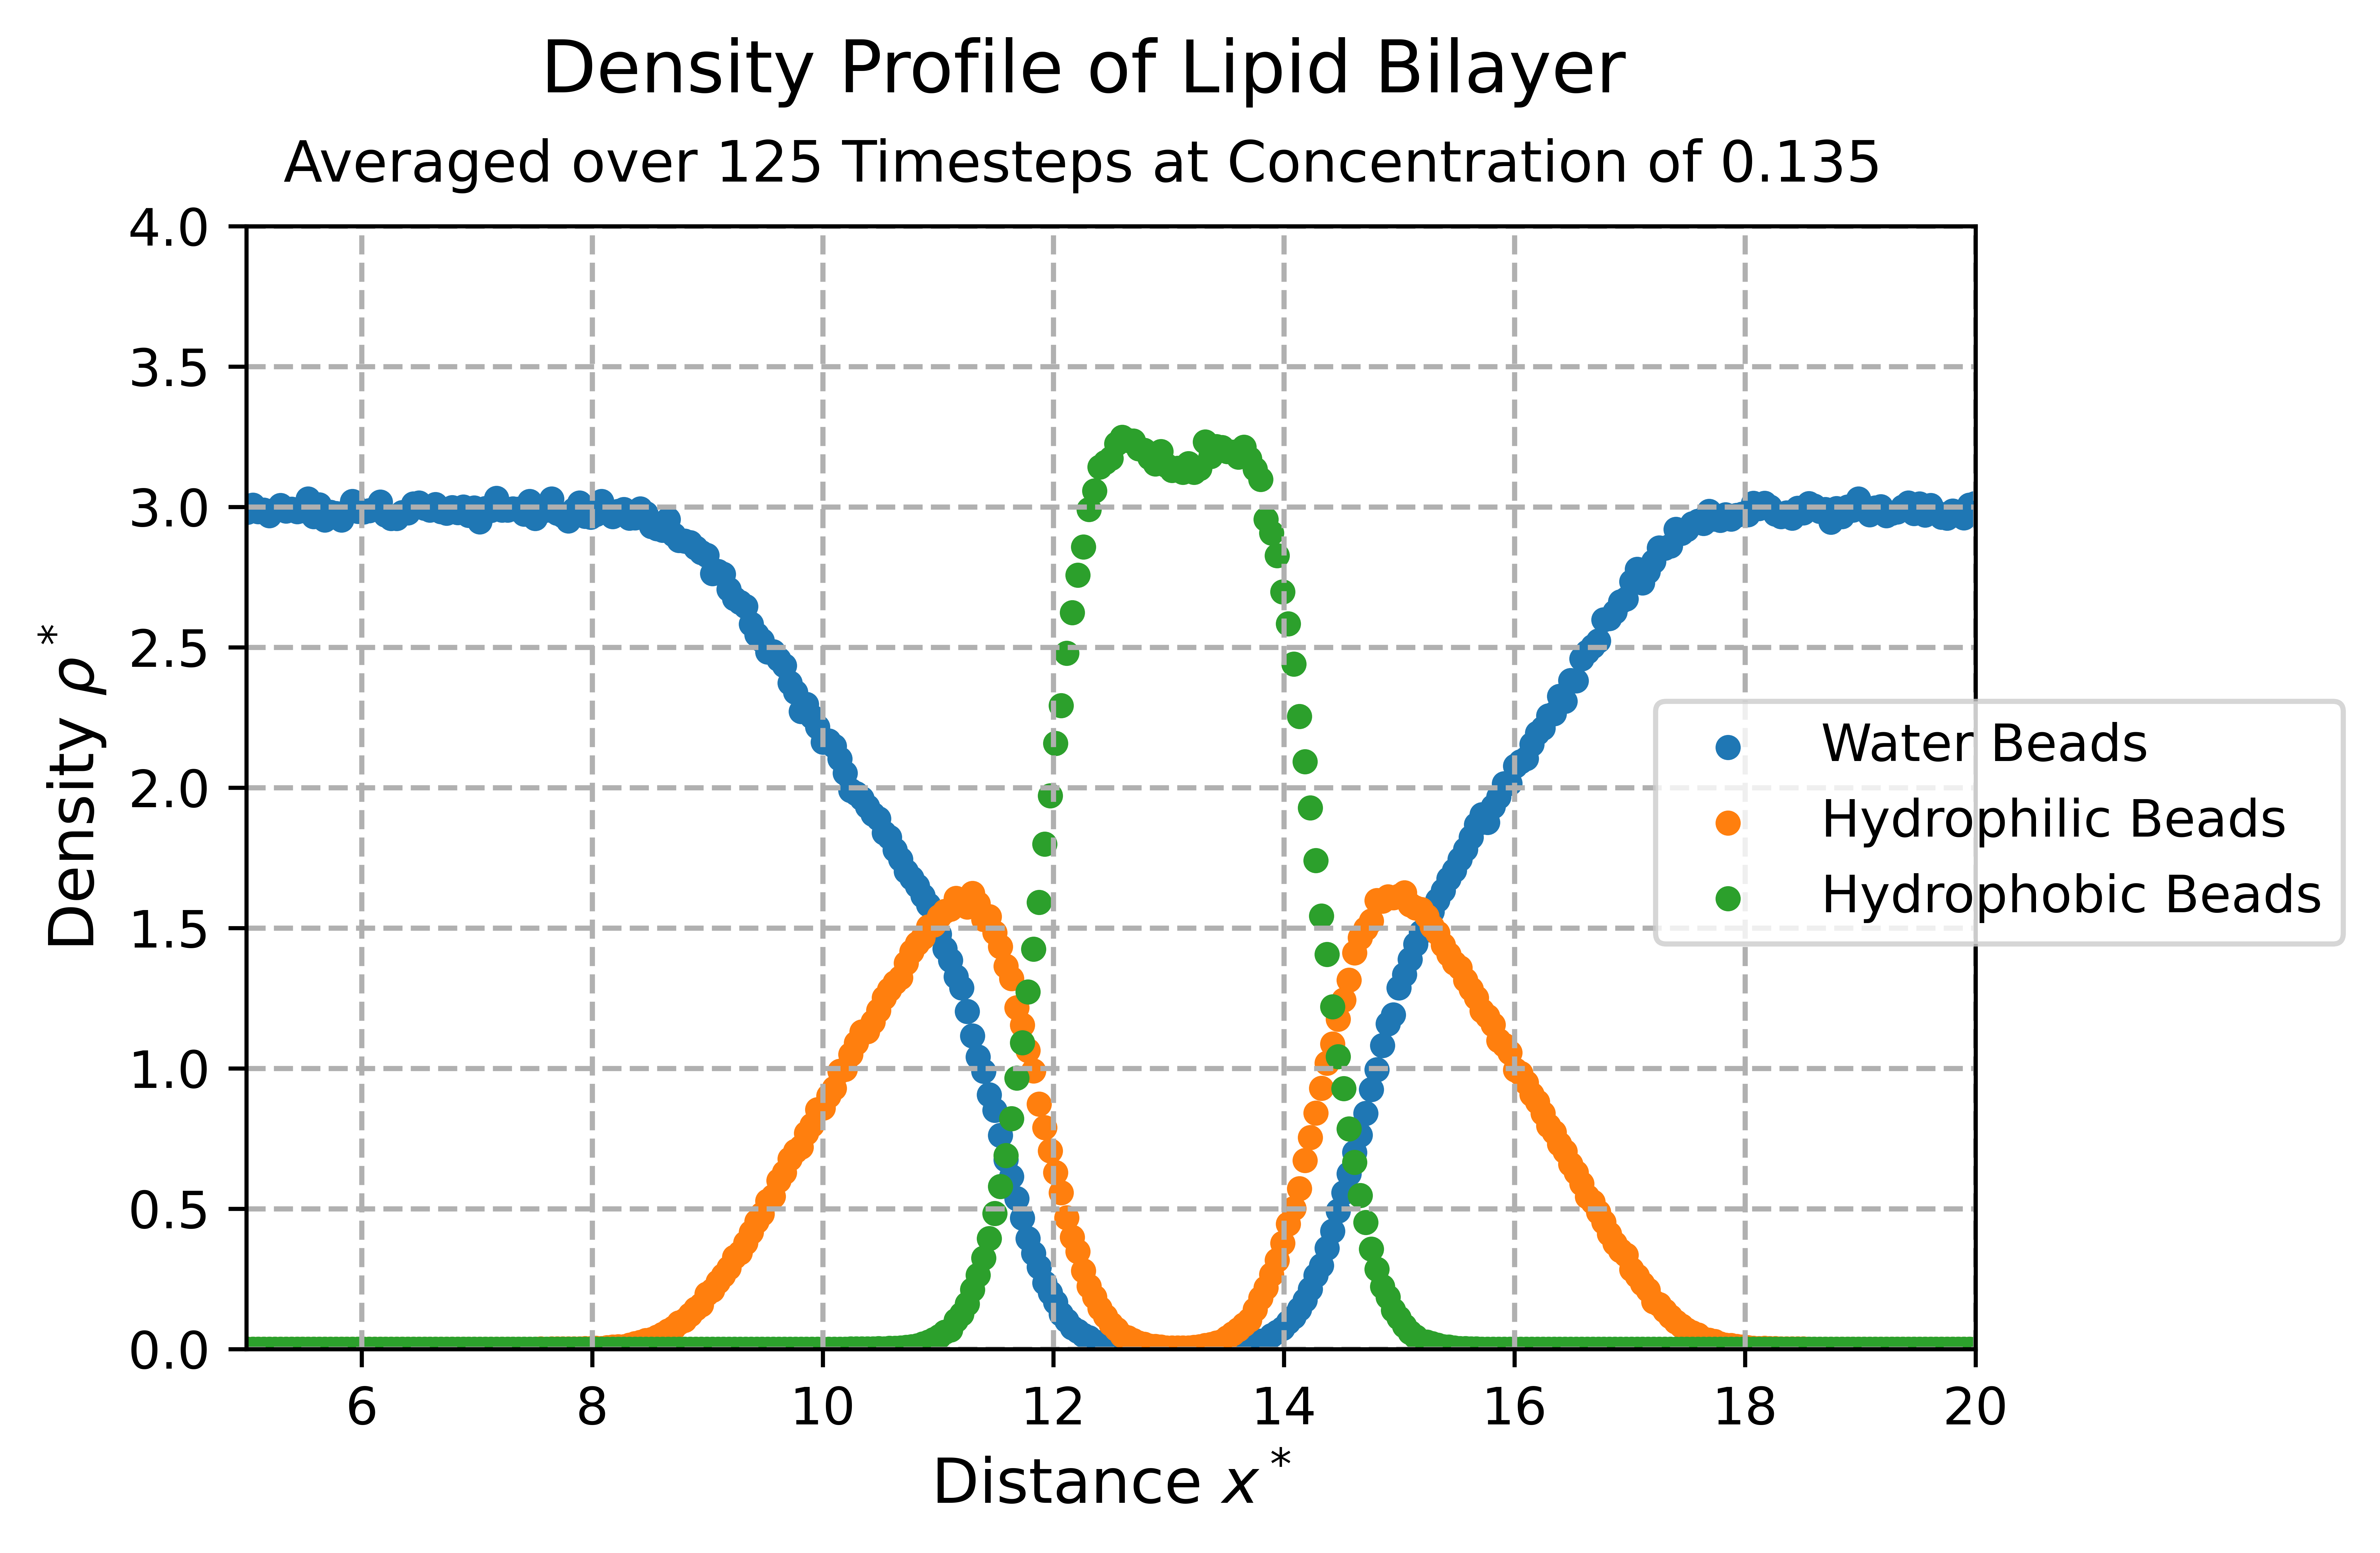 Density Profile of Lipid Bilayer
Averaged over 125 Timesteps at Concentration of 0.135
4.0
3.5
3.0
2.5
2.0
1.5
1.0
0.5
0.0
Density ρ*
Water Beads
Hydrophilic Beads
Hydrophobic Beads
6 8 10 12 14 16 18 20
Distance x*